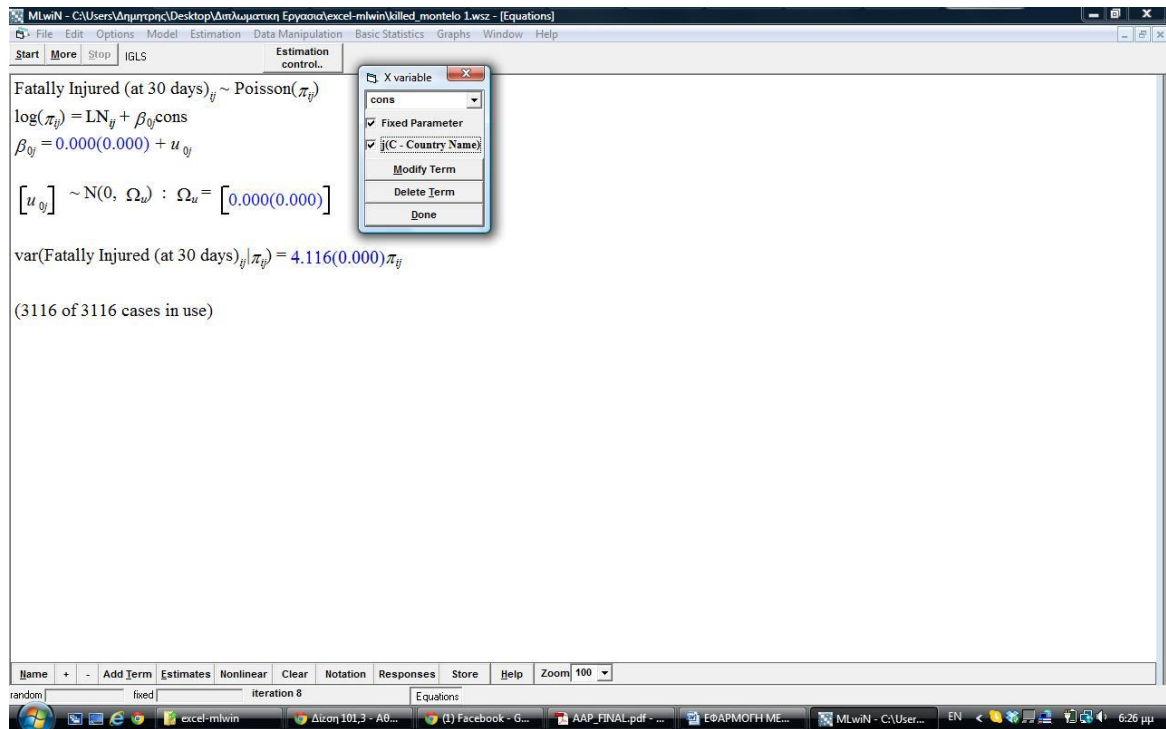 MLwiN - C:\Users\Δημητρης\Desktop\Διπλωματικη Εργασια\excel-mlwin\killed_montelo 1.wsz - [Equations]
File Edit Options Model Estimation Data Manipulation Basic Statistics Graphs Window Help
Start More Stop IGLS Estimation control..
X variable
cons
Fixed Parameter
j(C - Country Name)
Modify Term
Delete Term
Done
Fatally Injured (at 30 days)ij ~ Poisson(πij)
log(πij) = LNij + β0jcons
β0j = 0.000(0.000) + u0j
[u0j] ~ N(0, Ωu) : Ωu = [0.000(0.000)]
var(Fatally Injured (at 30 days)ij|πij) = 4.116(0.000)πij
(3116 of 3116 cases in use)
Name + - Add Term Estimates Nonlinear Clear Notation Responses Store Help Zoom 100
random fixed iteration 8 Equations
excel-mlwin Δίεση 101,3 - Αθ... (1) Facebook - G... AAP_FINAL.pdf - ... ΕΦΑΡΜΟΓΗ ΜΕ... MLwiN - C:\User... EN 6:26 μμ